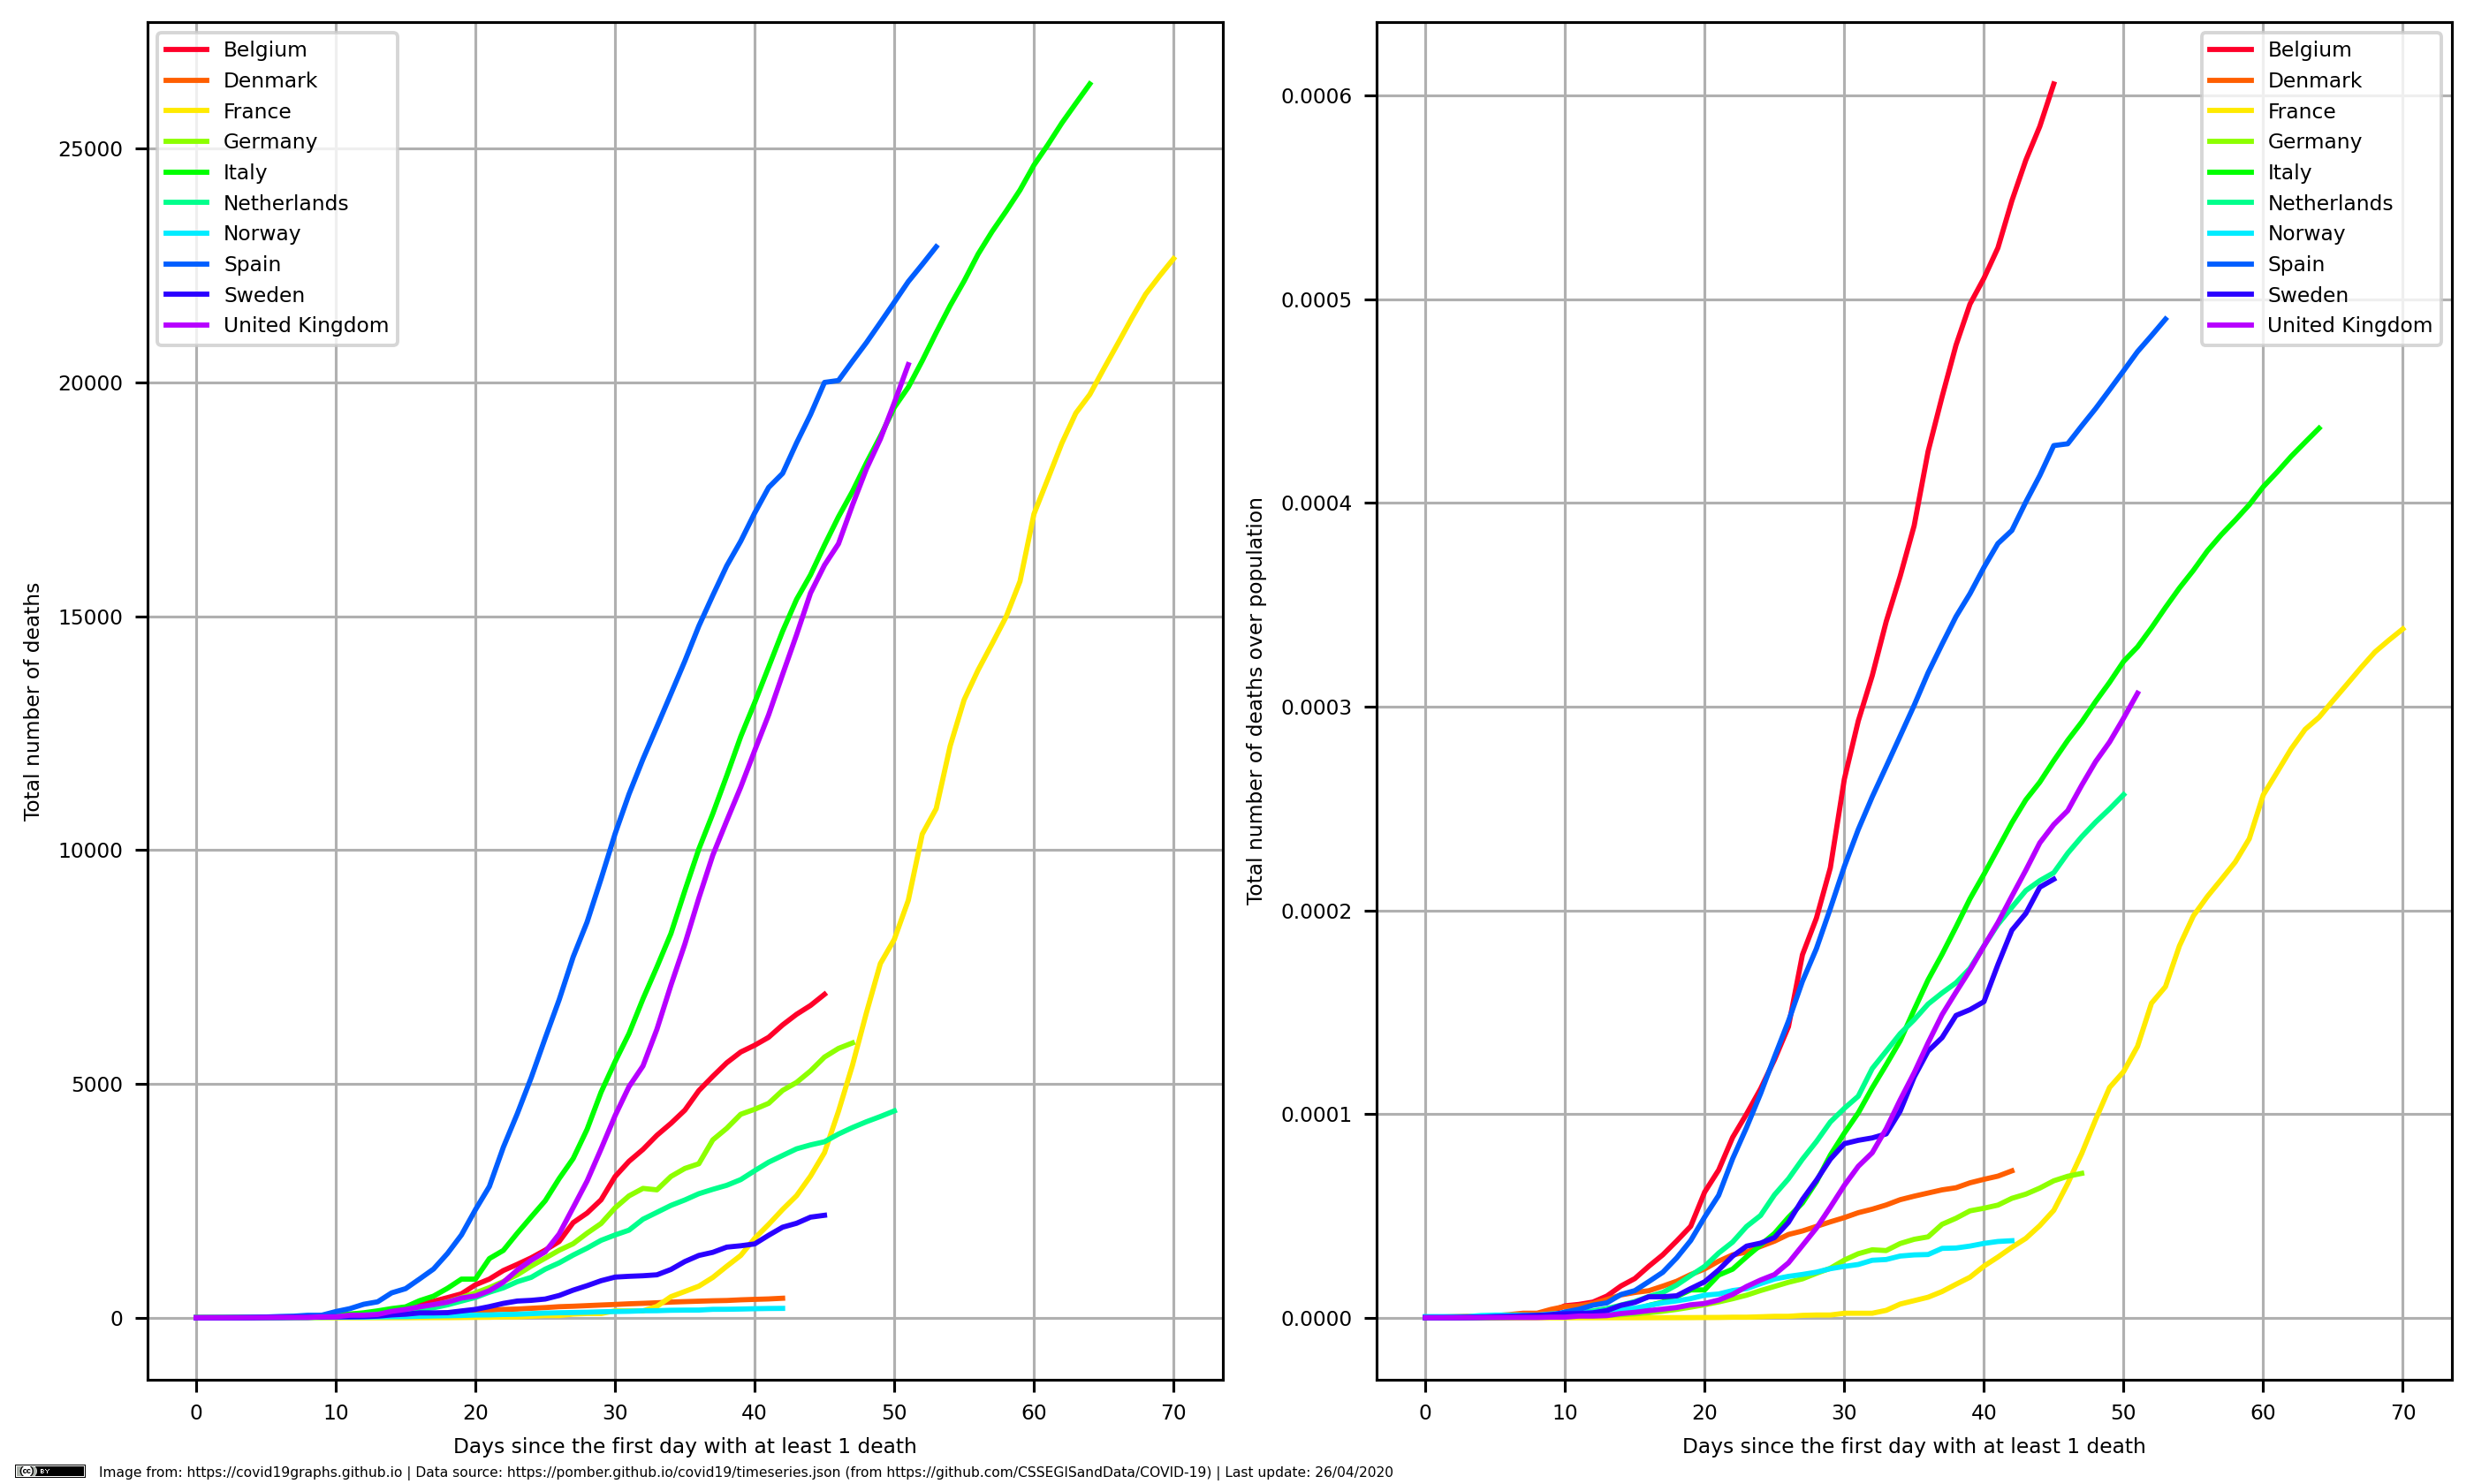 Belgium
Denmark
France
Germany
Italy
Netherlands
Norway
Spain
Sweden
United Kingdom
25000
20000
15000
10000
5000
0
Total number of deaths
0 10 20 30 40 50 60 70
Days since the first day with at least 1 death
Belgium
Denmark
France
Germany
Italy
Netherlands
Norway
Spain
Sweden
United Kingdom
0.0006
0.0005
0.0004
0.0003
0.0002
0.0001
0.0000
Total number of deaths over population
0 10 20 30 40 50 60 70
Days since the first day with at least 1 death
cc BY Image from: https://covid19graphs.github.io | Data source: https://pomber.github.io/covid19/timeseries.json (from https://github.com/CSSEGISandData/COVID-19) | Last update: 26/04/2020